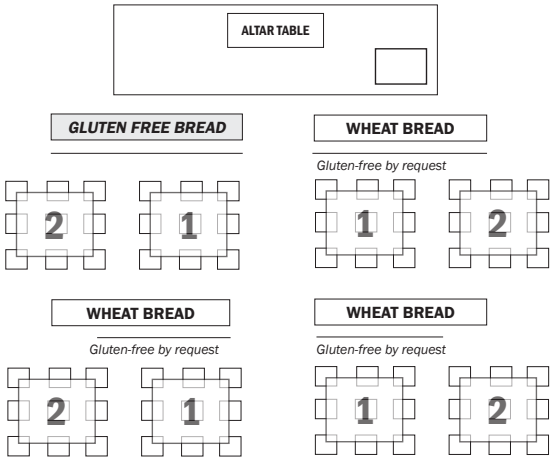 ALTAR TABLE
GLUTEN FREE BREAD
WHEAT BREAD
Gluten-free by request
2 1 1 2
WHEAT BREAD
WHEAT BREAD
Gluten-free by request
Gluten-free by request
2 1 1 2